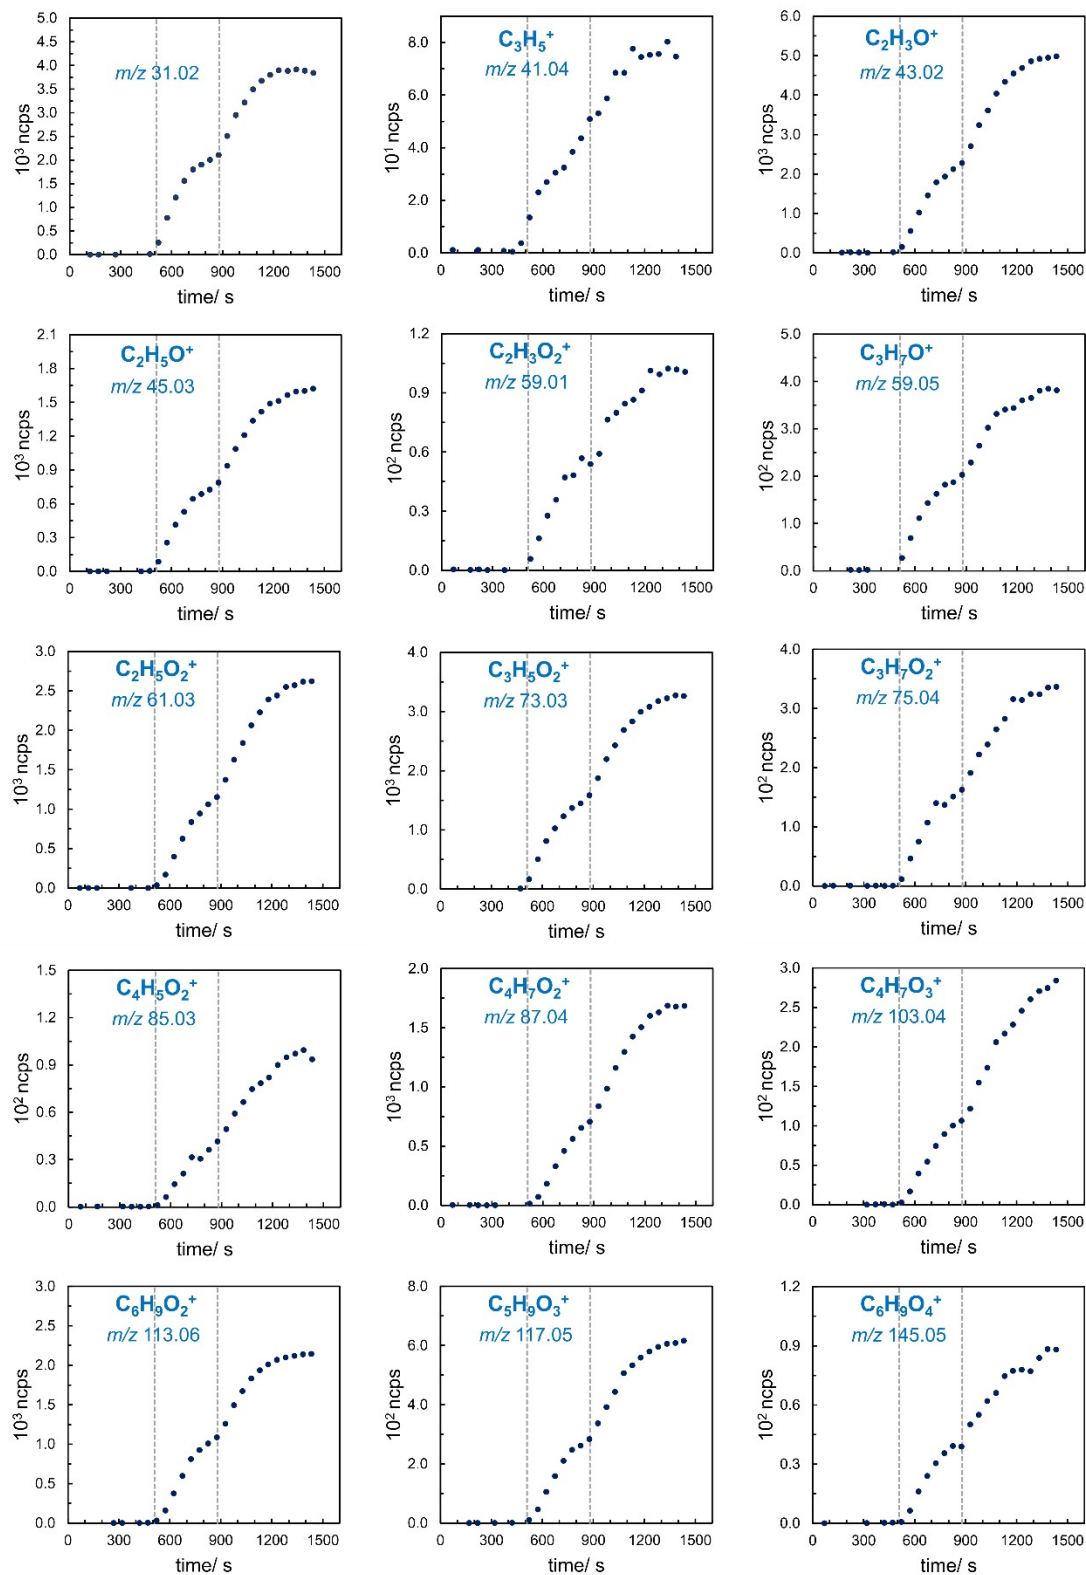 5.0
4.5
4.0
3.5
3.0
2.5
2.0
1.5
1.0
0.5
0.0
10³ ncps
m/z 31.02
0 300 600 900 1200 1500
time/ s
8.0
6.0
4.0
2.0
0.0
10¹ ncps
C₃H₅⁺
m/z 41.04
0 300 600 900 1200 1500
time/ s
6.0
5.0
4.0
3.0
2.0
1.0
0.0
10³ ncps
C₂H₃O⁺
m/z 43.02
0 300 600 900 1200 1500
time/ s
2.1
1.8
1.5
1.2
0.9
0.6
0.3
0.0
10³ ncps
C₂H₅O⁺
m/z 45.03
0 300 600 900 1200 1500
time/ s
1.2
0.9
0.6
0.3
0.0
10² ncps
C₂H₃O₂⁺
m/z 59.01
0 300 600 900 1200 1500
time/ s
5.0
4.0
3.0
2.0
1.0
0.0
10² ncps
C₃H₇O⁺
m/z 59.05
0 300 600 900 1200 1500
time/ s
3.0
2.5
2.0
1.5
1.0
0.5
0.0
10³ ncps
C₂H₅O₂⁺
m/z 61.03
0 300 600 900 1200 1500
time/ s
4.0
3.0
2.0
1.0
0.0
10³ ncps
C₃H₅O₂⁺
m/z 73.03
0 300 600 900 1200 1500
time/ s
4.0
3.0
2.0
1.0
0.0
10² ncps
C₃H₇O₂⁺
m/z 75.04
0 300 600 900 1200 1500
time/ s
1.5
1.2
0.9
0.6
0.3
0.0
10² ncps
C₄H₅O₂⁺
m/z 85.03
0 300 600 900 1200 1500
time/ s
2.0
1.5
1.0
0.5
0.0
10³ ncps
C₄H₇O₂⁺
m/z 87.04
0 300 600 900 1200 1500
time/ s
3.0
2.5
2.0
1.5
1.0
0.5
0.0
10² ncps
C₄H₇O₃⁺
m/z 103.04
0 300 600 900 1200 1500
time/ s
3.0
2.5
2.0
1.5
1.0
0.5
0.0
10³ ncps
C₆H₉O₂⁺
m/z 113.06
0 300 600 900 1200 1500
time/ s
8.0
6.0
4.0
2.0
0.0
10² ncps
C₅H₉O₃⁺
m/z 117.05
0 300 600 900 1200 1500
time/ s
1.2
0.9
0.6
0.3
0.0
10² ncps
C₆H₉O₄⁺
m/z 145.05
0 300 600 900 1200 1500
time/ s